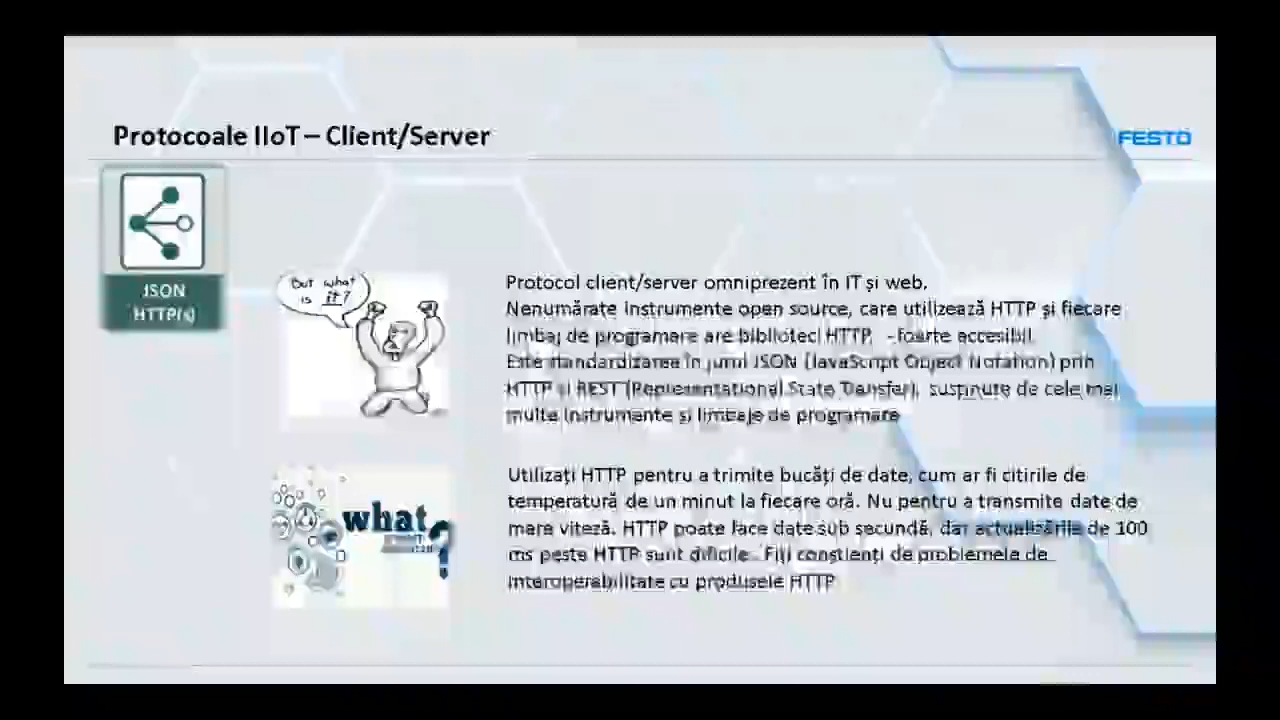 Protocoale IIoT – Client/Server
FESTO
JSON
HTTP(s)
But what
is it?
Protocol client/server omniprezent în IT și web.
Nenumărate instrumente open source, care utilizează HTTP și fiecare
limbaj de programare are biblioteci HTTP - foarte accesibil.
Este standardizarea în jurul JSON (JavaScript Object Notation) prin
HTTP și REST (Representational State Transfer), susținute de cele mai
multe instrumente și limbaje de programare
what
?
Utilizați HTTP pentru a trimite bucăți de date, cum ar fi citirile de
temperatură de un minut la fiecare oră. Nu pentru a transmite date de
mare viteză. HTTP poate face date sub secundă, dar actualizările de 100
ms peste HTTP sunt dificile. Fiți conștienți de problemele de
interoperabilitate cu produsele HTTP